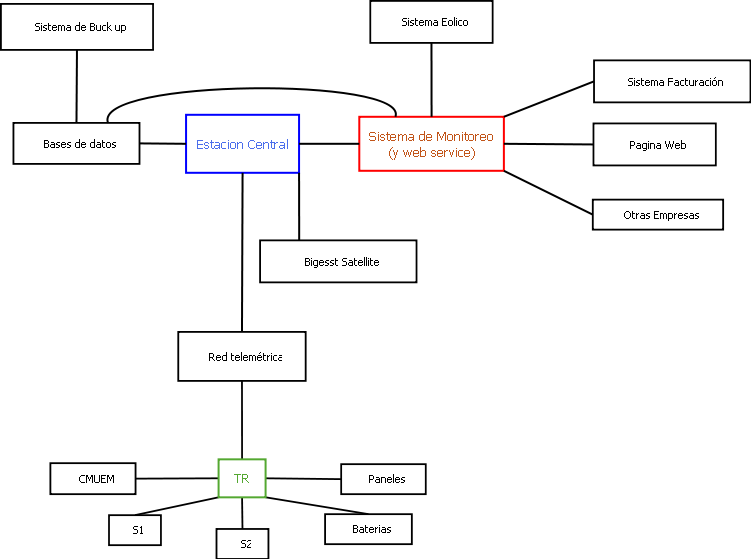 Sistema de Buck up
Sistema Eolico
Sistema Facturación
Bases de datos
Estacion Central
Sistema de Monitoreo
(y web service)
Pagina Web
Otras Empresas
Bigesst Satellite
Red telemétrica
CMUEM
TR
Paneles
S1
S2
Baterias